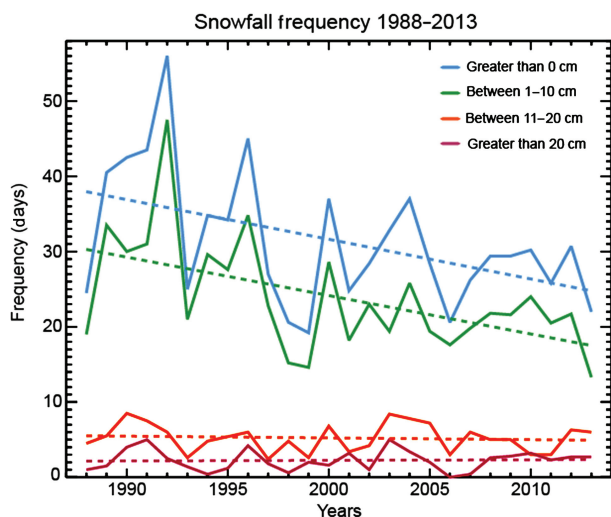 Snowfall frequency 1988–2013
Greater than 0 cm
Between 1–10 cm
Between 11–20 cm
Greater than 20 cm
Frequency (days)
50
40
30
20
10
0
1990
1995
2000
2005
2010
Years